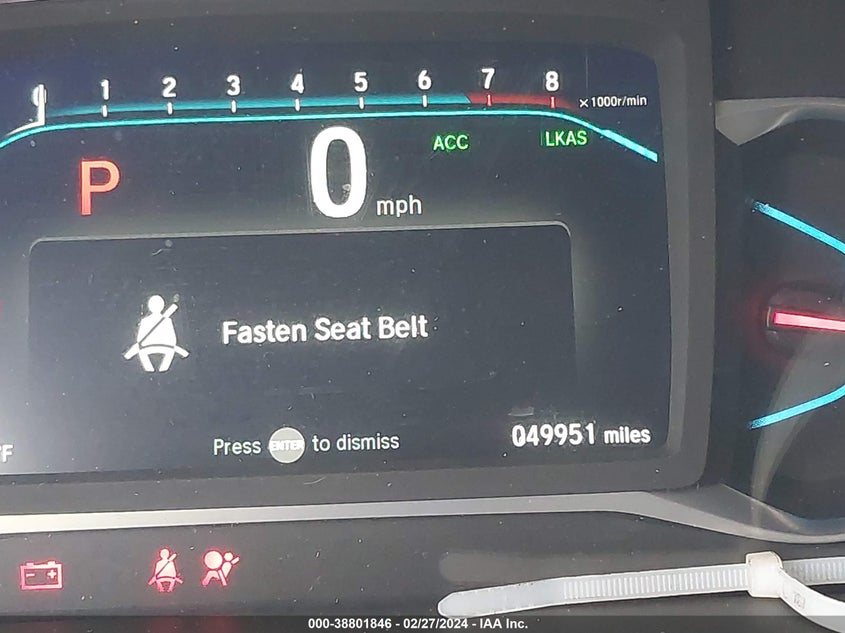 0 1 2 3 4 5 6 7 8
×1000r/min
ACC LKAS
P 0 mph
Fasten Seat Belt
Press ENTER to dismiss
049951 miles
°F
000-38801846 - 02/27/2024 - IAA Inc.